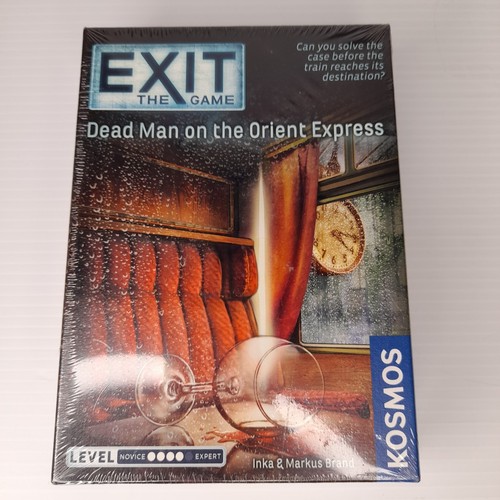 EXIT
THE GAME
Can you solve the
case before the
train reaches its
destination?
Dead Man on the Orient Express
KOSMOS
LEVEL NOVICE EXPERT
Inka & Markus Brand